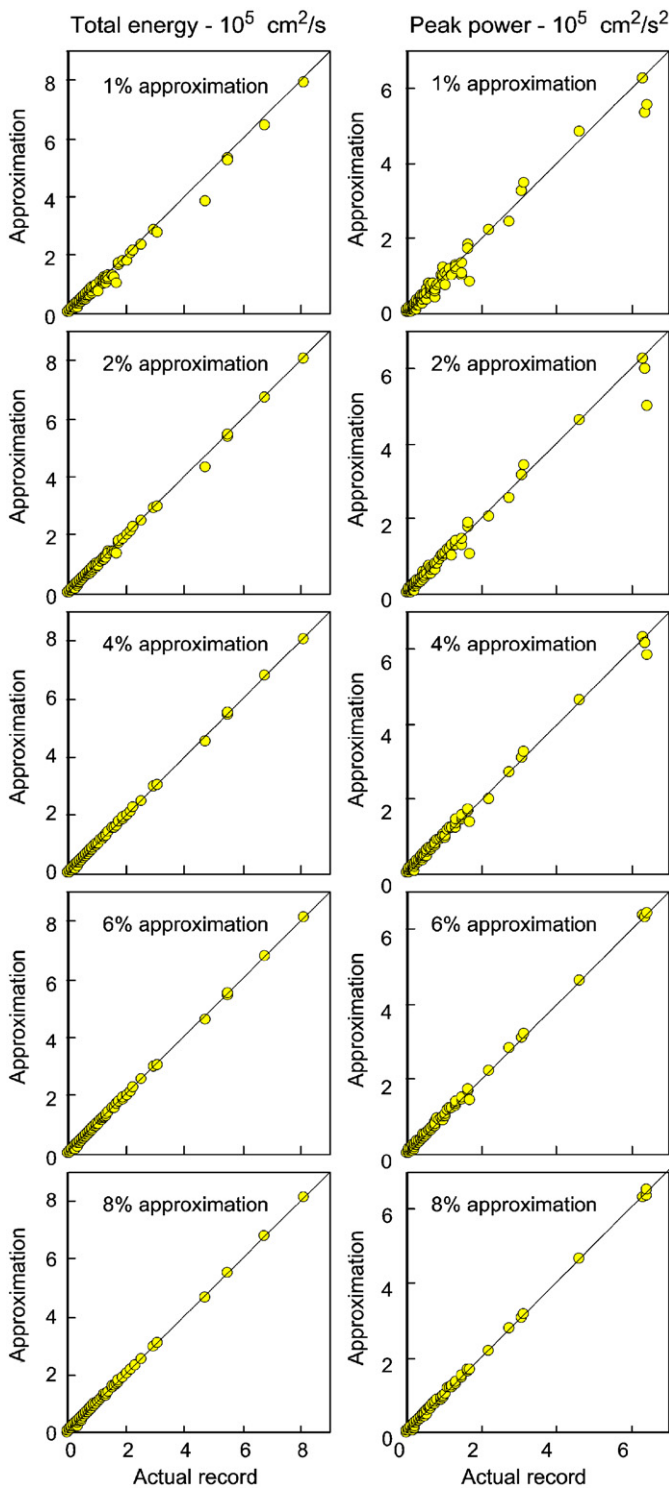 Total energy - 10⁵ cm²/s
Peak power - 10⁵ cm²/s²
8
6
4
2
0
Approximation
1% approximation
6
4
2
0
Approximation
1% approximation
8
6
4
2
0
Approximation
2% approximation
6
4
2
0
Approximation
2% approximation
8
6
4
2
0
Approximation
4% approximation
6
4
2
0
Approximation
4% approximation
8
6
4
2
0
Approximation
6% approximation
6
4
2
0
Approximation
6% approximation
8
6
4
2
0
Approximation
8% approximation
0 2 4 6 8
Actual record
6
4
2
0
Approximation
8% approximation
0 2 4 6
Actual record